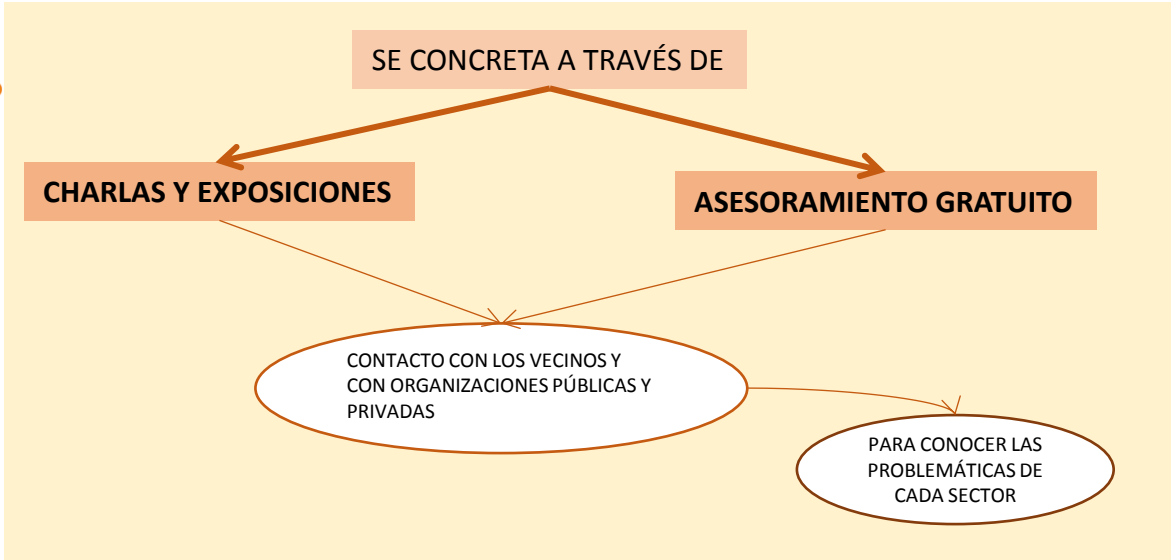 SE CONCRETA A TRAVÉS DE
CHARLAS Y EXPOSICIONES
ASESORAMIENTO GRATUITO
CONTACTO CON LOS VECINOS Y
CON ORGANIZACIONES PÚBLICAS Y
PRIVADAS
PARA CONOCER LAS
PROBLEMÁTICAS DE
CADA SECTOR